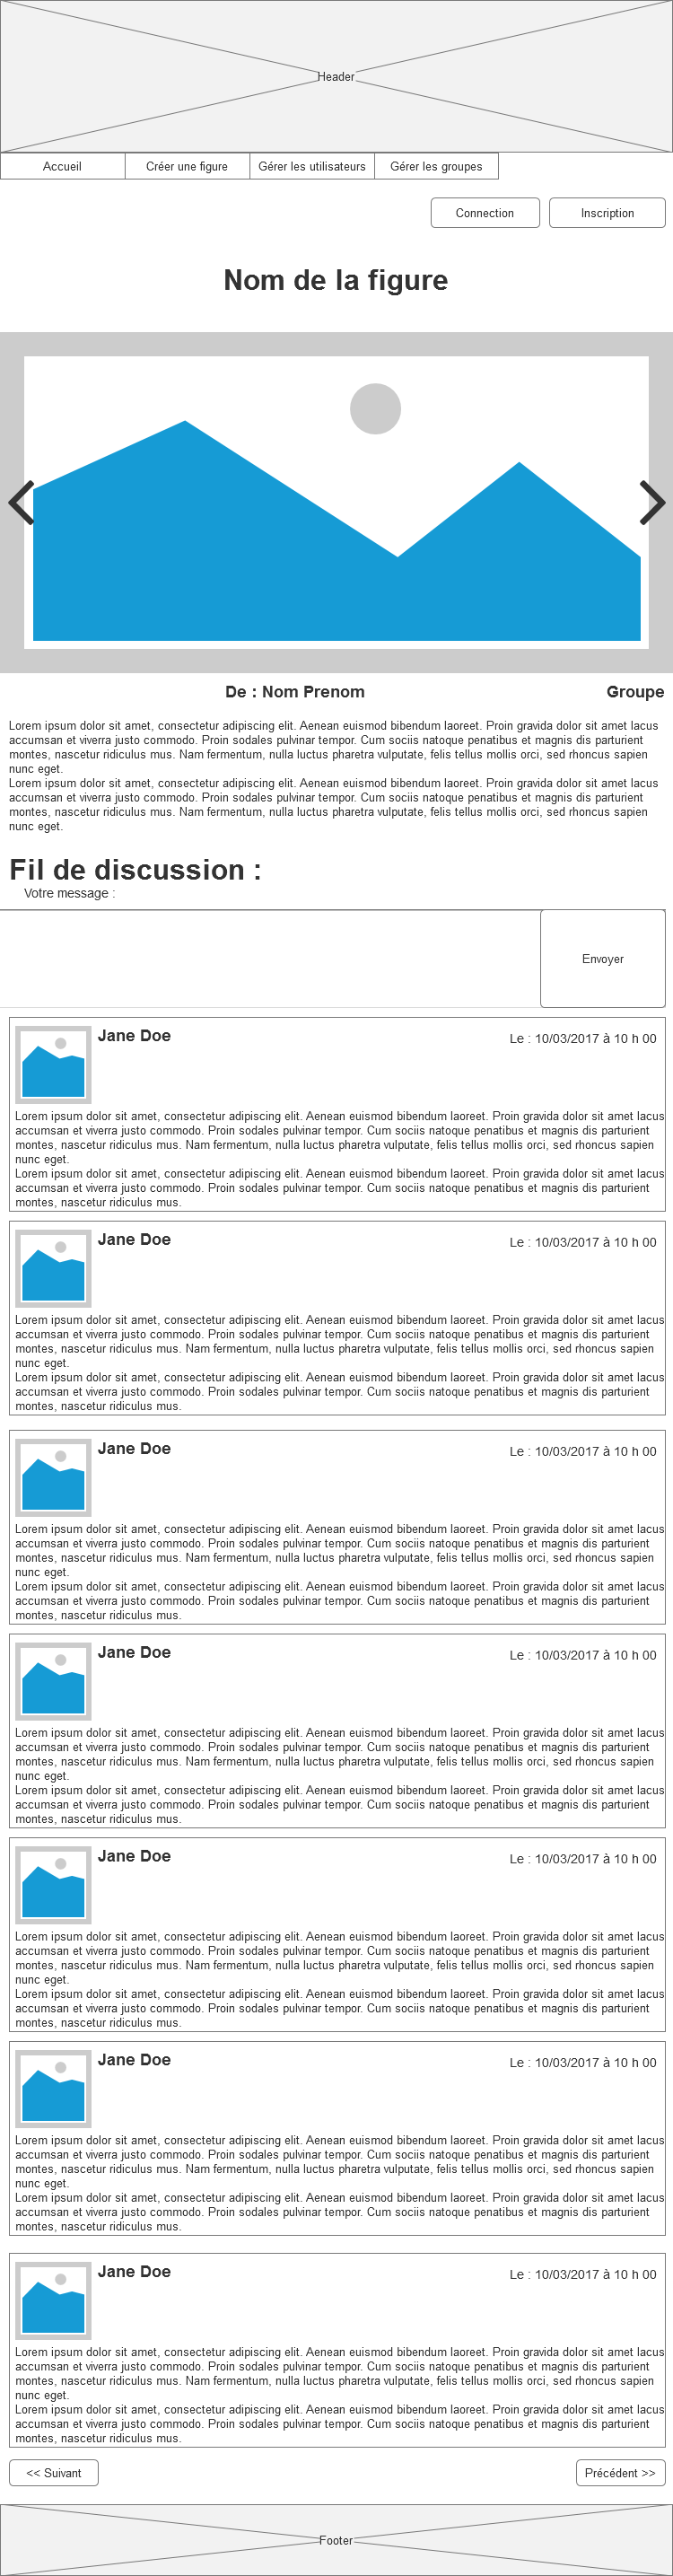 Header
Accueil
Créer une figure
Gérer les utilisateurs
Gérer les groupes
Connection
Inscription
Nom de la figure
De : Nom Prenom
Groupe
Lorem ipsum dolor sit amet, consectetur adipiscing elit. Aenean euismod bibendum laoreet. Proin gravida dolor sit amet lacus
accumsan et viverra justo commodo. Proin sodales pulvinar tempor. Cum sociis natoque penatibus et magnis dis parturient
montes, nascetur ridiculus mus. Nam fermentum, nulla luctus pharetra vulputate, felis tellus mollis orci, sed rhoncus sapien
nunc eget.
Lorem ipsum dolor sit amet, consectetur adipiscing elit. Aenean euismod bibendum laoreet. Proin gravida dolor sit amet lacus
accumsan et viverra justo commodo. Proin sodales pulvinar tempor. Cum sociis natoque penatibus et magnis dis parturient
montes, nascetur ridiculus mus. Nam fermentum, nulla luctus pharetra vulputate, felis tellus mollis orci, sed rhoncus sapien
nunc eget.
Fil de discussion :
Votre message :
Envoyer
Jane Doe
Le : 10/03/2017 à 10 h 00
Lorem ipsum dolor sit amet, consectetur adipiscing elit. Aenean euismod bibendum laoreet. Proin gravida dolor sit amet lacus
accumsan et viverra justo commodo. Proin sodales pulvinar tempor. Cum sociis natoque penatibus et magnis dis parturient
montes, nascetur ridiculus mus. Nam fermentum, nulla luctus pharetra vulputate, felis tellus mollis orci, sed rhoncus sapien
nunc eget.
Lorem ipsum dolor sit amet, consectetur adipiscing elit. Aenean euismod bibendum laoreet. Proin gravida dolor sit amet lacus
accumsan et viverra justo commodo. Proin sodales pulvinar tempor. Cum sociis natoque penatibus et magnis dis parturient
montes, nascetur ridiculus mus.
Jane Doe
Le : 10/03/2017 à 10 h 00
Lorem ipsum dolor sit amet, consectetur adipiscing elit. Aenean euismod bibendum laoreet. Proin gravida dolor sit amet lacus
accumsan et viverra justo commodo. Proin sodales pulvinar tempor. Cum sociis natoque penatibus et magnis dis parturient
montes, nascetur ridiculus mus. Nam fermentum, nulla luctus pharetra vulputate, felis tellus mollis orci, sed rhoncus sapien
nunc eget.
Lorem ipsum dolor sit amet, consectetur adipiscing elit. Aenean euismod bibendum laoreet. Proin gravida dolor sit amet lacus
accumsan et viverra justo commodo. Proin sodales pulvinar tempor. Cum sociis natoque penatibus et magnis dis parturient
montes, nascetur ridiculus mus.
Jane Doe
Le : 10/03/2017 à 10 h 00
Lorem ipsum dolor sit amet, consectetur adipiscing elit. Aenean euismod bibendum laoreet. Proin gravida dolor sit amet lacus
accumsan et viverra justo commodo. Proin sodales pulvinar tempor. Cum sociis natoque penatibus et magnis dis parturient
montes, nascetur ridiculus mus. Nam fermentum, nulla luctus pharetra vulputate, felis tellus mollis orci, sed rhoncus sapien
nunc eget.
Lorem ipsum dolor sit amet, consectetur adipiscing elit. Aenean euismod bibendum laoreet. Proin gravida dolor sit amet lacus
accumsan et viverra justo commodo. Proin sodales pulvinar tempor. Cum sociis natoque penatibus et magnis dis parturient
montes, nascetur ridiculus mus.
Jane Doe
Le : 10/03/2017 à 10 h 00
Lorem ipsum dolor sit amet, consectetur adipiscing elit. Aenean euismod bibendum laoreet. Proin gravida dolor sit amet lacus
accumsan et viverra justo commodo. Proin sodales pulvinar tempor. Cum sociis natoque penatibus et magnis dis parturient
montes, nascetur ridiculus mus. Nam fermentum, nulla luctus pharetra vulputate, felis tellus mollis orci, sed rhoncus sapien
nunc eget.
Lorem ipsum dolor sit amet, consectetur adipiscing elit. Aenean euismod bibendum laoreet. Proin gravida dolor sit amet lacus
accumsan et viverra justo commodo. Proin sodales pulvinar tempor. Cum sociis natoque penatibus et magnis dis parturient
montes, nascetur ridiculus mus.
Jane Doe
Le : 10/03/2017 à 10 h 00
Lorem ipsum dolor sit amet, consectetur adipiscing elit. Aenean euismod bibendum laoreet. Proin gravida dolor sit amet lacus
accumsan et viverra justo commodo. Proin sodales pulvinar tempor. Cum sociis natoque penatibus et magnis dis parturient
montes, nascetur ridiculus mus. Nam fermentum, nulla luctus pharetra vulputate, felis tellus mollis orci, sed rhoncus sapien
nunc eget.
Lorem ipsum dolor sit amet, consectetur adipiscing elit. Aenean euismod bibendum laoreet. Proin gravida dolor sit amet lacus
accumsan et viverra justo commodo. Proin sodales pulvinar tempor. Cum sociis natoque penatibus et magnis dis parturient
montes, nascetur ridiculus mus.
Jane Doe
Le : 10/03/2017 à 10 h 00
Lorem ipsum dolor sit amet, consectetur adipiscing elit. Aenean euismod bibendum laoreet. Proin gravida dolor sit amet lacus
accumsan et viverra justo commodo. Proin sodales pulvinar tempor. Cum sociis natoque penatibus et magnis dis parturient
montes, nascetur ridiculus mus. Nam fermentum, nulla luctus pharetra vulputate, felis tellus mollis orci, sed rhoncus sapien
nunc eget.
Lorem ipsum dolor sit amet, consectetur adipiscing elit. Aenean euismod bibendum laoreet. Proin gravida dolor sit amet lacus
accumsan et viverra justo commodo. Proin sodales pulvinar tempor. Cum sociis natoque penatibus et magnis dis parturient
montes, nascetur ridiculus mus.
Jane Doe
Le : 10/03/2017 à 10 h 00
Lorem ipsum dolor sit amet, consectetur adipiscing elit. Aenean euismod bibendum laoreet. Proin gravida dolor sit amet lacus
accumsan et viverra justo commodo. Proin sodales pulvinar tempor. Cum sociis natoque penatibus et magnis dis parturient
montes, nascetur ridiculus mus. Nam fermentum, nulla luctus pharetra vulputate, felis tellus mollis orci, sed rhoncus sapien
nunc eget.
Lorem ipsum dolor sit amet, consectetur adipiscing elit. Aenean euismod bibendum laoreet. Proin gravida dolor sit amet lacus
accumsan et viverra justo commodo. Proin sodales pulvinar tempor. Cum sociis natoque penatibus et magnis dis parturient
montes, nascetur ridiculus mus.
<< Suivant
Précédent >>
Footer